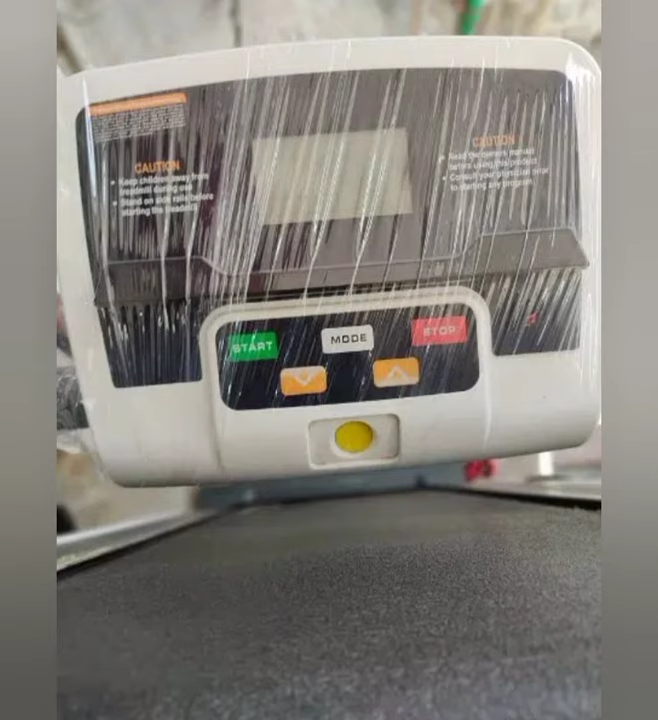 CAUTION
• Keep children away from
treadmill during use
• Stand on side rails before
starting the treadmill
CAUTION
• Read the owners manual
before using this product
• Consult your physician prior
to starting any program
START
MODE
STOP